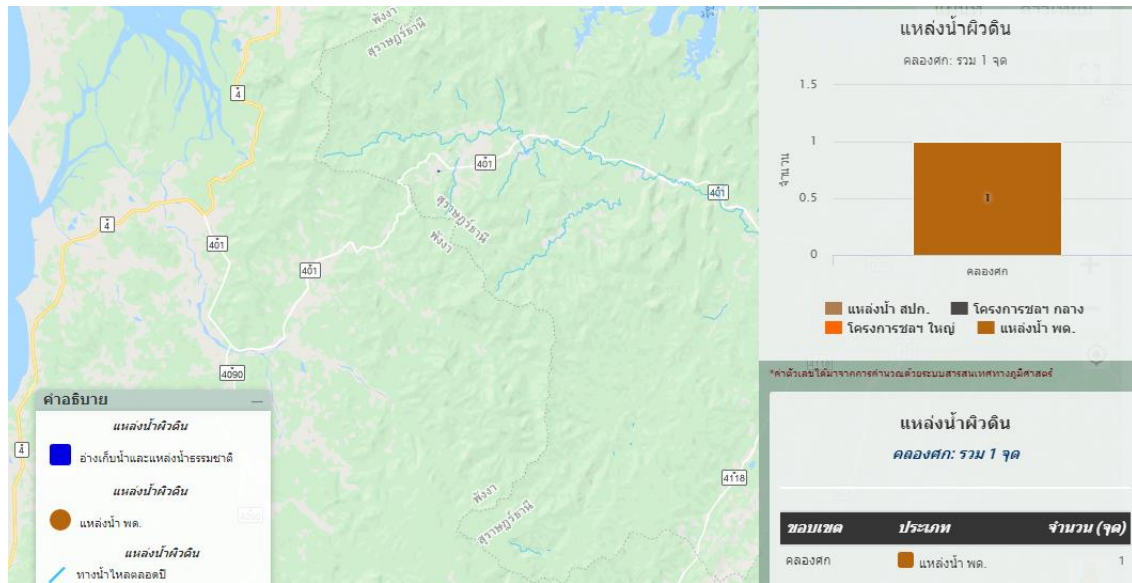 พังงา
สุราษฎร์ธานี
4
401
401
สุราษฎร์ธานี
พังงา
4
401
401
4090
4
4118
พังงา
สุราษฎร์ธานี
คำอธิบาย
แหล่งน้ำผิวดิน
อ่างเก็บน้ำและแหล่งน้ำธรรมชาติ
แหล่งน้ำผิวดิน
แหล่งน้ำ พด.
แหล่งน้ำผิวดิน
ทางน้ำไหลตลอดปี
แหล่งน้ำผิวดิน
คลองศก: รวม 1 จุด
1.5
1
0.5
0
จำนวน
1
คลองศก
แหล่งน้ำ สปก. โครงการชลฯ กลาง
โครงการชลฯ ใหญ่ แหล่งน้ำ พด.
*ค่าตัวเลขได้มาจากการคำนวณด้วยระบบสารสนเทศทางภูมิศาสตร์
แหล่งน้ำผิวดิน
คลองศก: รวม 1 จุด
ขอบเขต ประเภท จำนวน (จุด)
คลองศก แหล่งน้ำ พด. 1